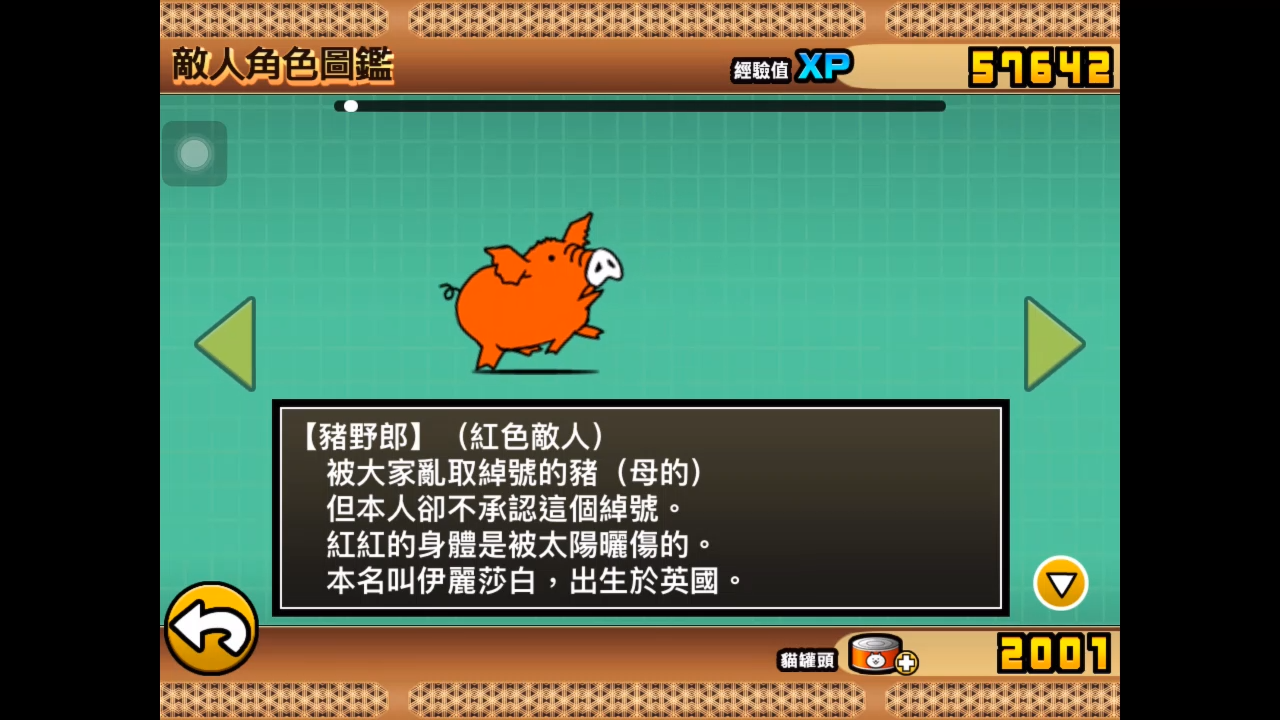 敵人角色圖鑑
經驗值 XP 57642
【豬野郎】（紅色敵人）
被大家亂取綽號的豬（母的）
但本人卻不承認這個綽號。
紅紅的身體是被太陽曬傷的。
本名叫伊麗莎白，出生於英國。
貓罐頭 2001